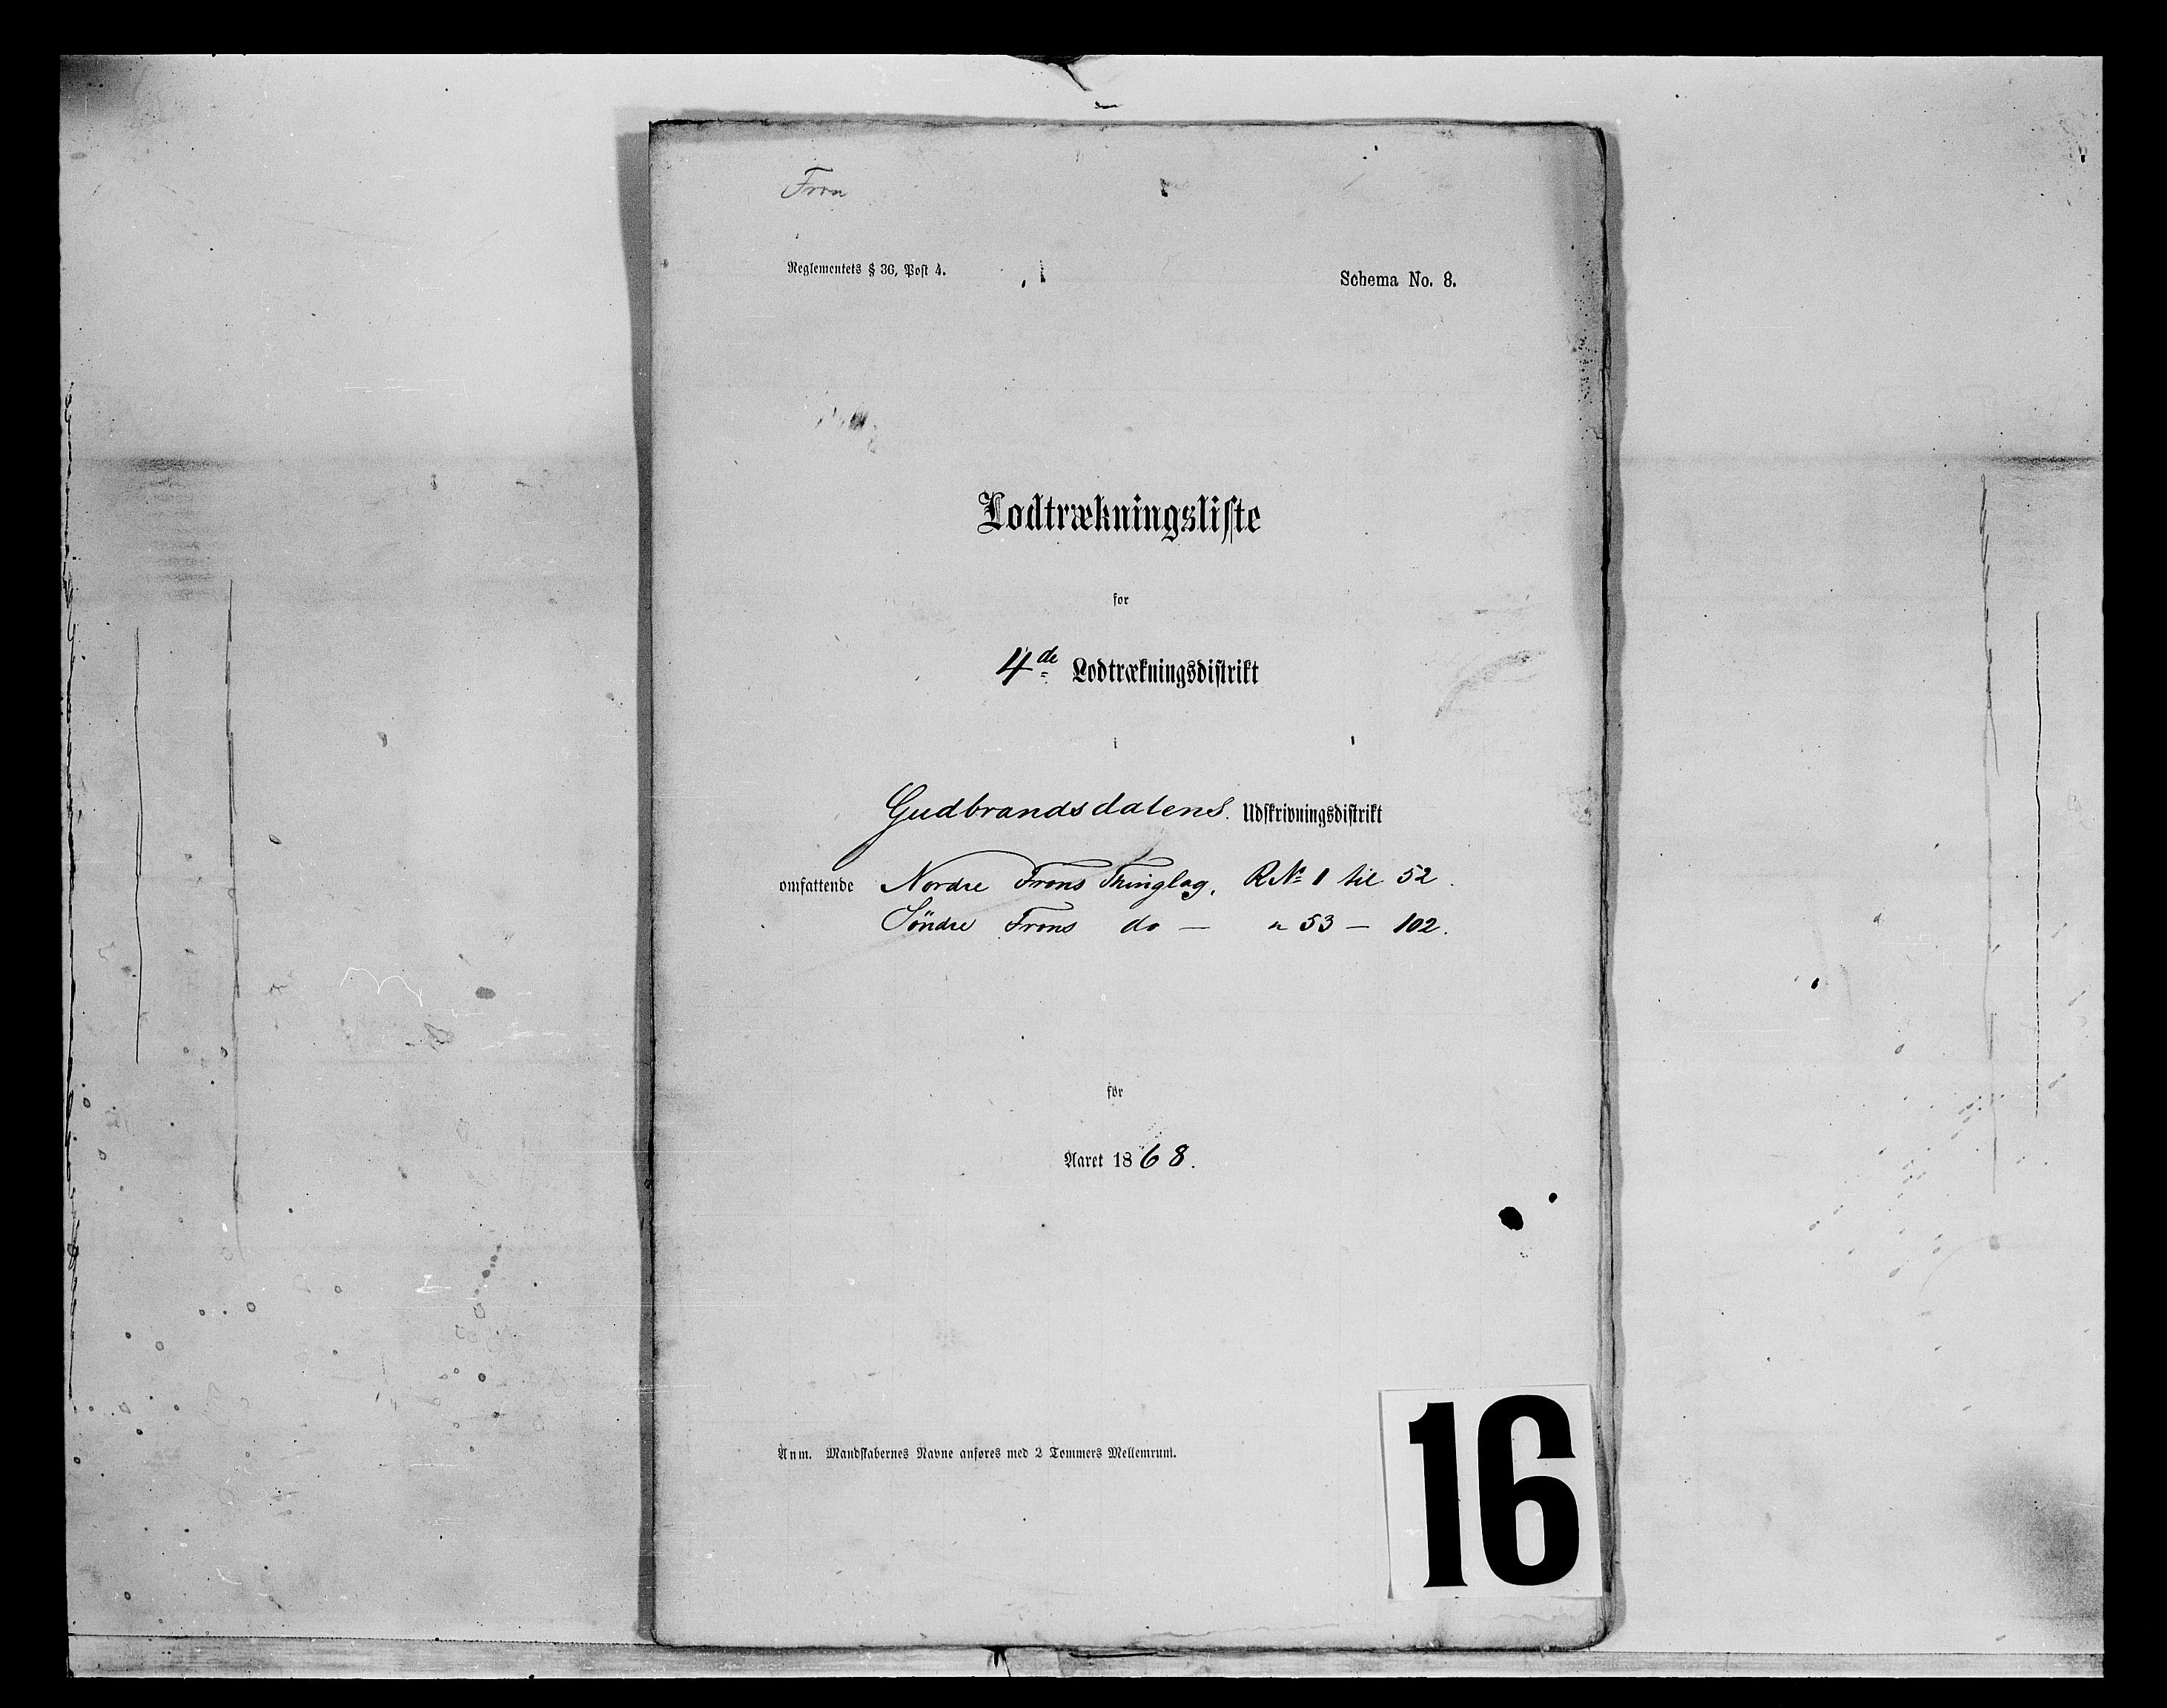 Fron
Reglementets § 36, Post 4.
Schema No. 8.
Lodtrækningsliste
for
4de Lodtrækningsdistrikt
i
Gudbrandsdalens. Udskrivningsdistrikt
omfattende Nordre Frons Thinglag, R.No 1 til 52.
Söndre Frons do — " 53 — 102.
for
Aaret 1868.
Anm. Mandskabernes Navne anføres med 2 Tommers Mellemrum.
16